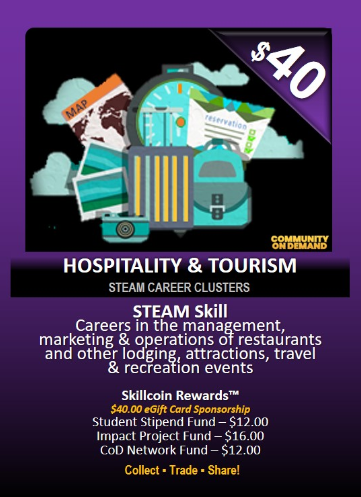 $40
MAP
reservation
COMMUNITY
ON DEMAND
HOSPITALITY & TOURISM
STEAM CAREER CLUSTERS
STEAM Skill
Careers in the management,
marketing & operations of restaurants
and other lodging, attractions, travel
& recreation events
Skillcoin Rewards™
$40.00 eGift Card Sponsorship
Student Stipend Fund – $12.00
Impact Project Fund – $16.00
CoD Network Fund – $12.00
Collect ▪ Trade ▪ Share!